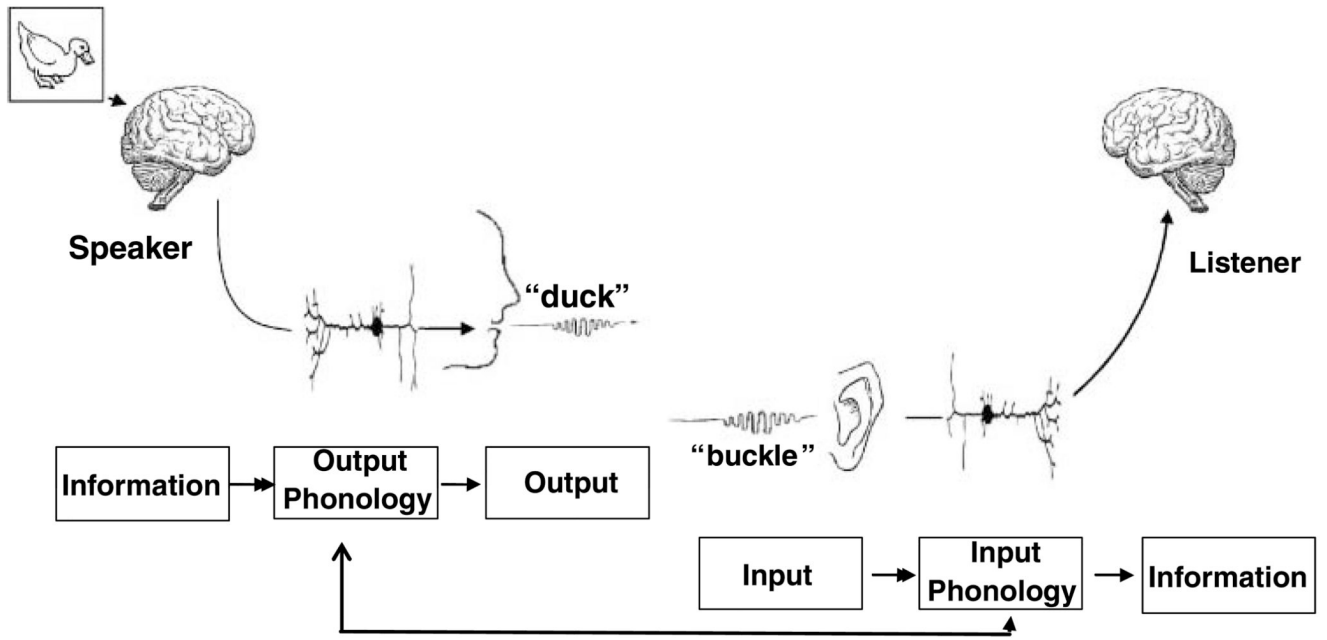 Speaker
“duck”
Listener
“buckle”
Information
Output
Phonology
Output
Input
Input
Phonology
Information